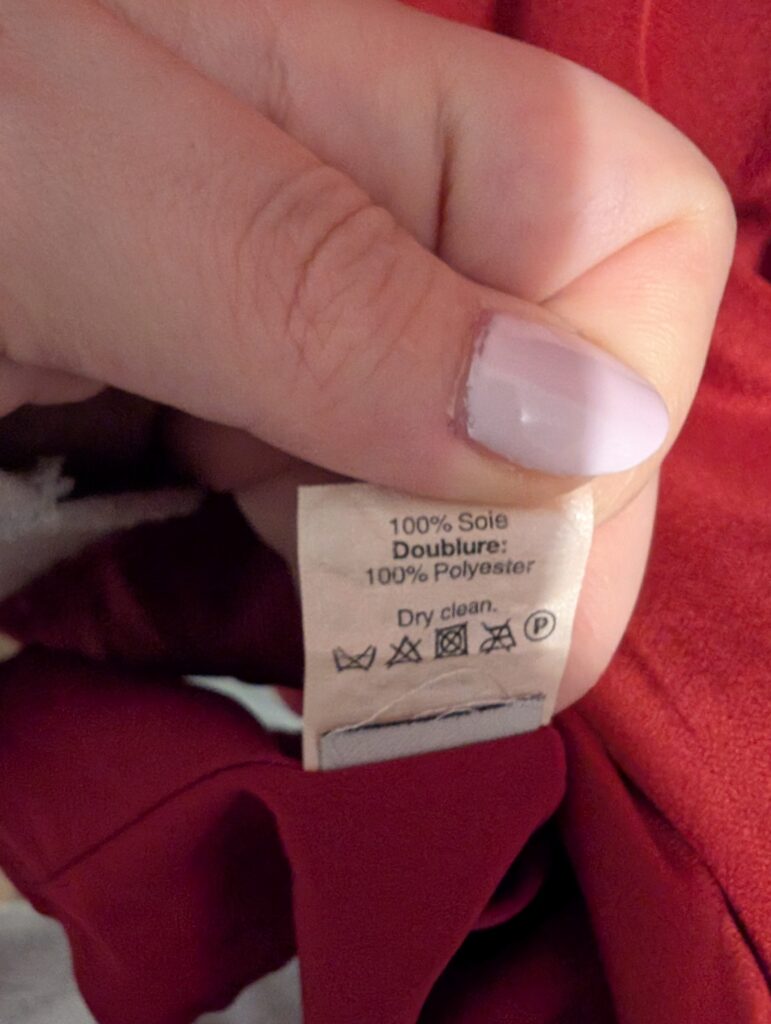 100% Soie
Doublure:
100% Polyester
Dry clean.
P